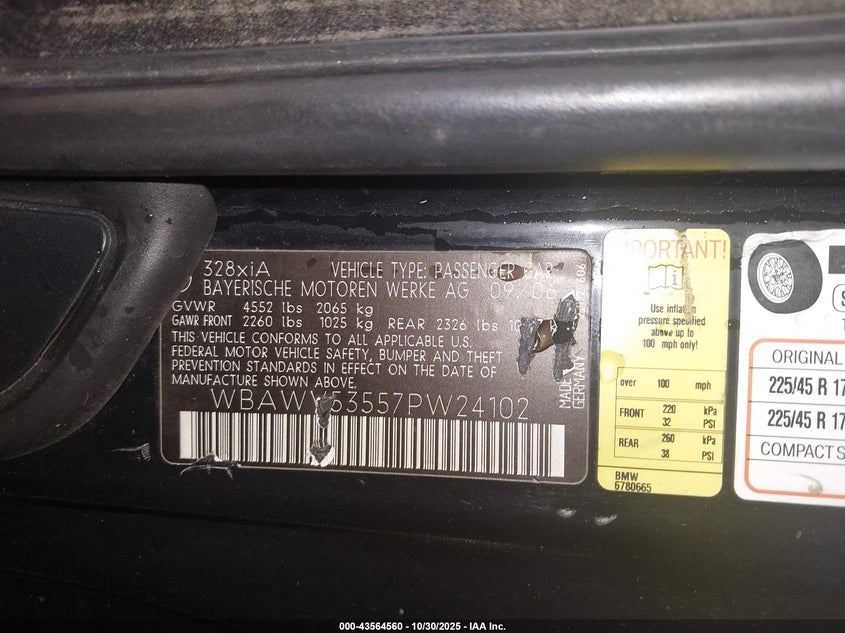 328xiA VEHICLE TYPE: PASSENGER CAR
BAYERISCHE MOTOREN WERKE AG 09/06
GVWR 4552 lbs 2065 kg
GAWR FRONT 2260 lbs 1025 kg REAR 2326 lbs
THIS VEHICLE CONFORMS TO ALL APPLICABLE U.S.
FEDERAL MOTOR VEHICLE SAFETY, BUMPER AND THEFT
PREVENTION STANDARDS IN EFFECT ON THE DATE OF
MANUFACTURE SHOWN ABOVE.
WBAWV53557PW24102
MADE
GERMANY
IMPORTANT!
Use inflation
pressure specified
above up to
100 mph only!
over 100 mph
FRONT 220 kPa
32 PSI
REAR 260 kPa
38 PSI
BMW
6780665
ORIGINAL
225/45 R 17
225/45 R 17
COMPACT S
000-43564560 - 10/30/2025 - IAA Inc.